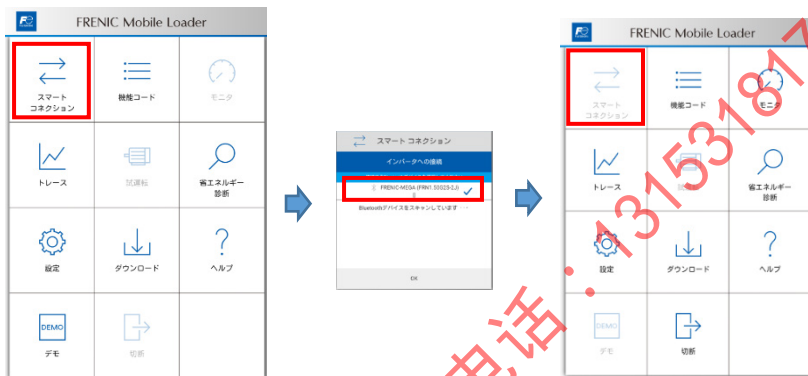 FRENIC Mobile Loader
スマート
コネクション
機能コード
モニタ
トレース
試運転
省エネルギー
診断
設定
ダウンロード
ヘルプ
DEMO
デモ
切断
スマート コネクション
インバータへの接続
FRENIC-MEGA (FRN1.5SG2S-2J)
Bluetoothデバイスをスキャンしています
OK
FRENIC Mobile Loader
スマート
コネクション
機能コード
モニタ
トレース
省エネルギー
診断
設定
ダウンロード
ヘルプ
DEMO
デモ
切断
电话：131531817